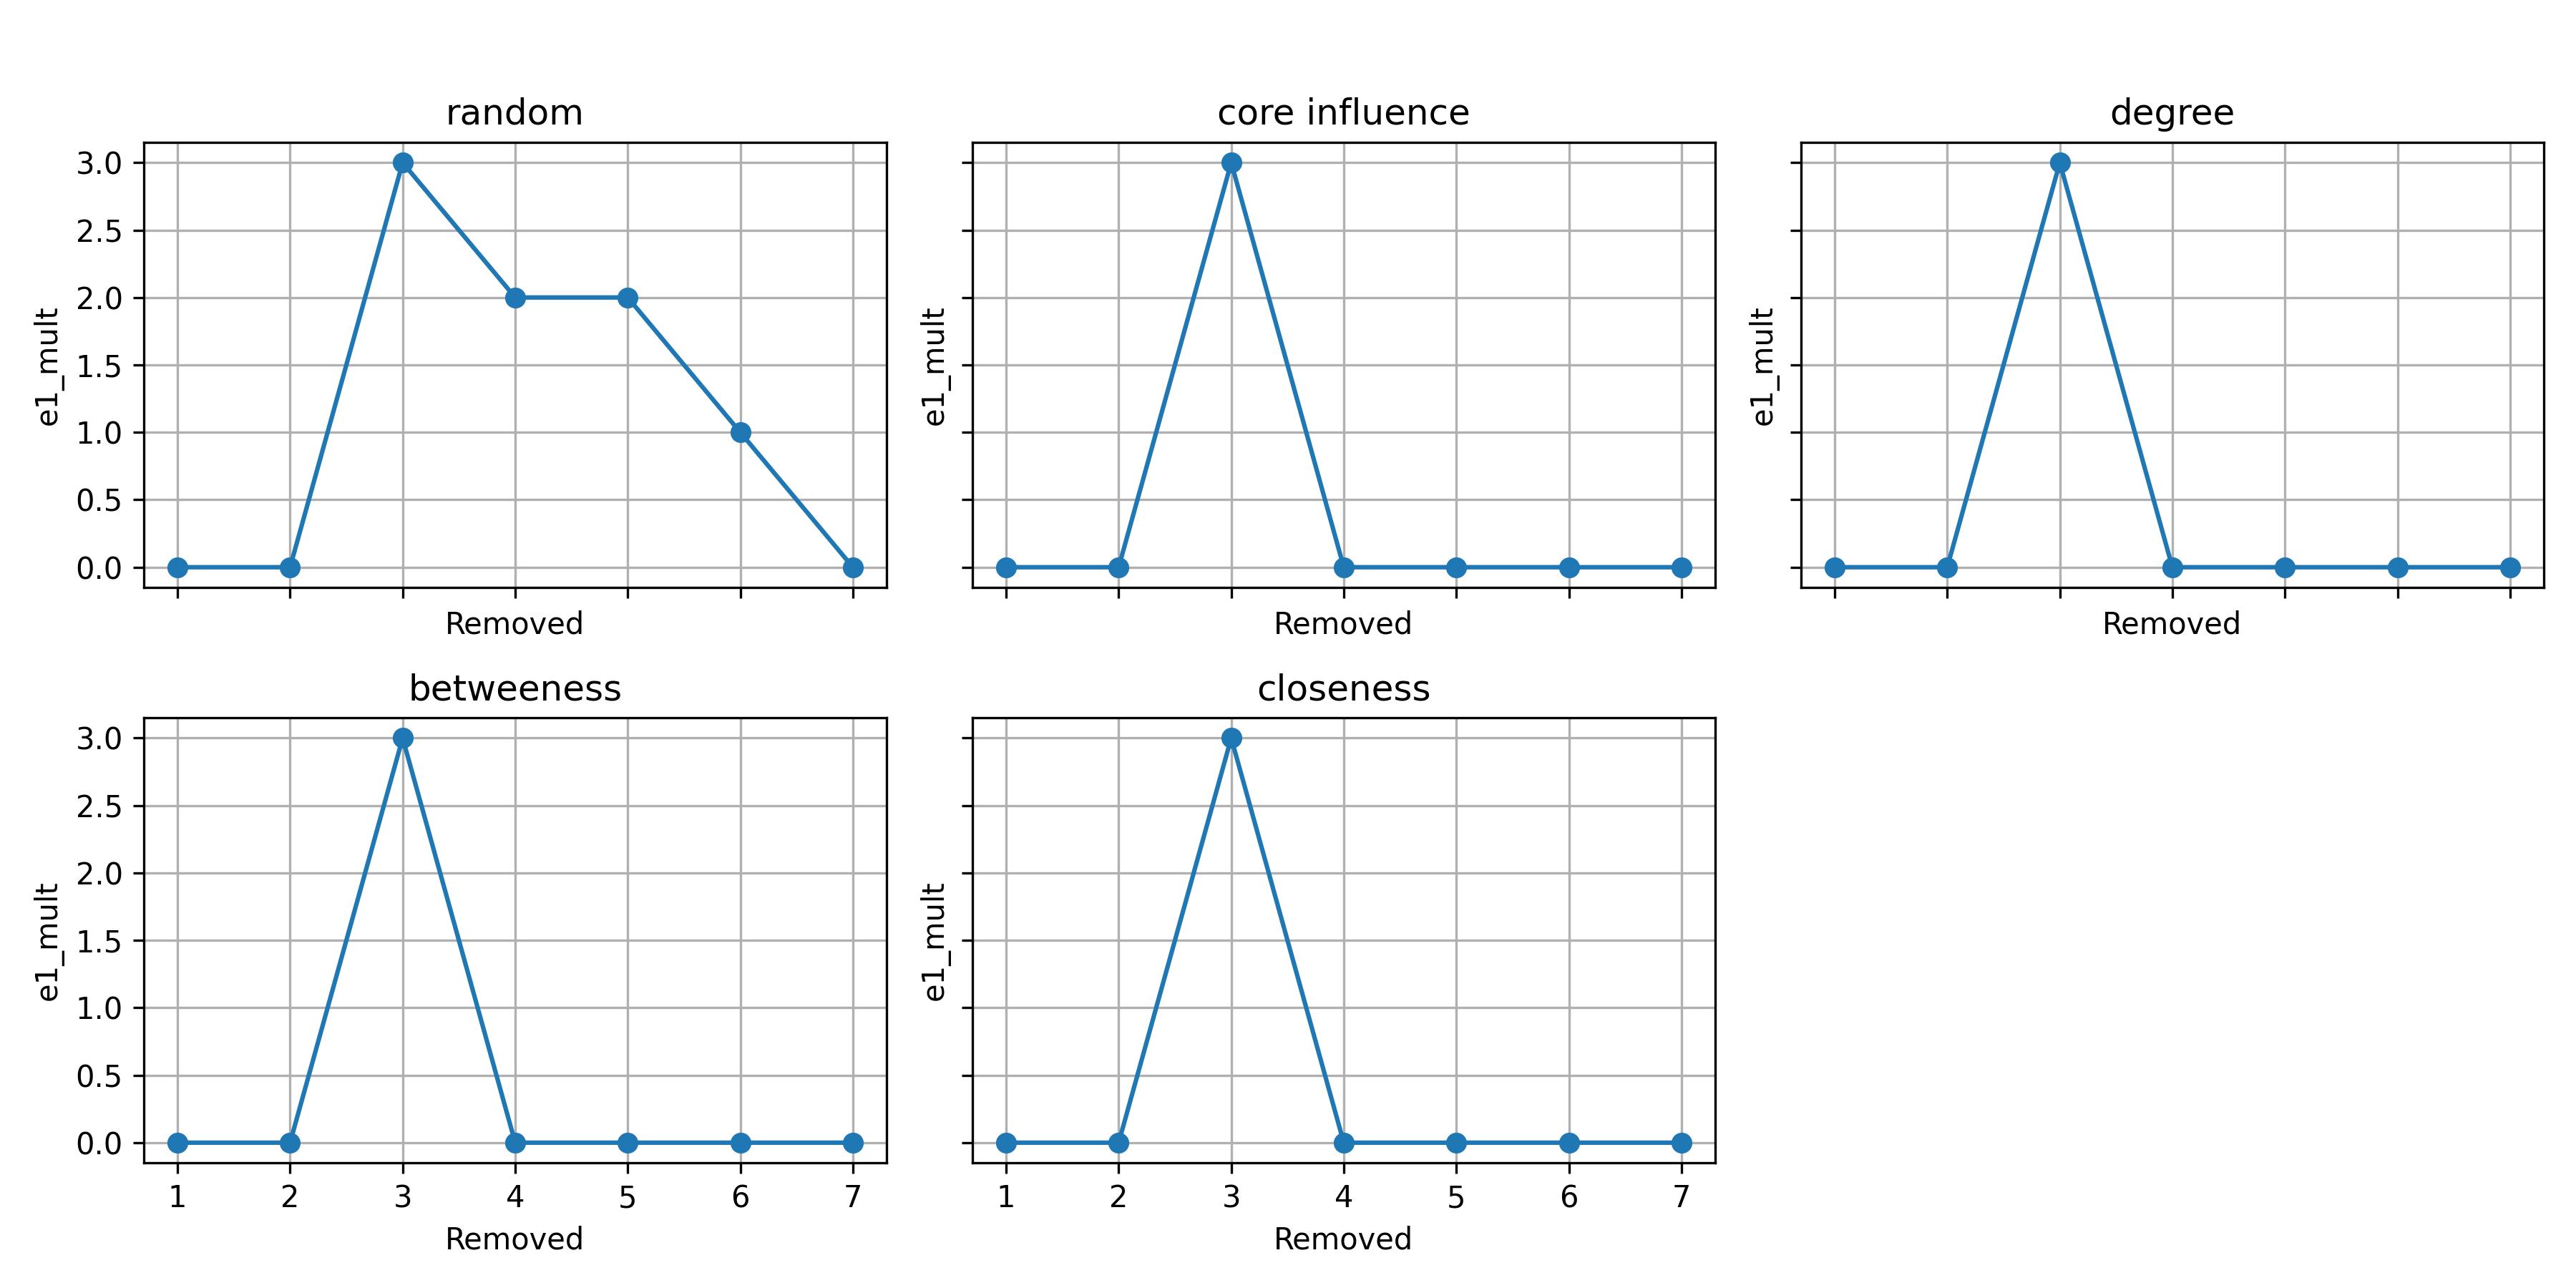 random
core influence
degree
e1_mult
3.0
2.5
2.0
1.5
1.0
0.5
0.0
e1_mult
e1_mult
Removed
Removed
Removed
betweeness
closeness
e1_mult
3.0
2.5
2.0
1.5
1.0
0.5
0.0
e1_mult
1 2 3 4 5 6 7
1 2 3 4 5 6 7
Removed
Removed